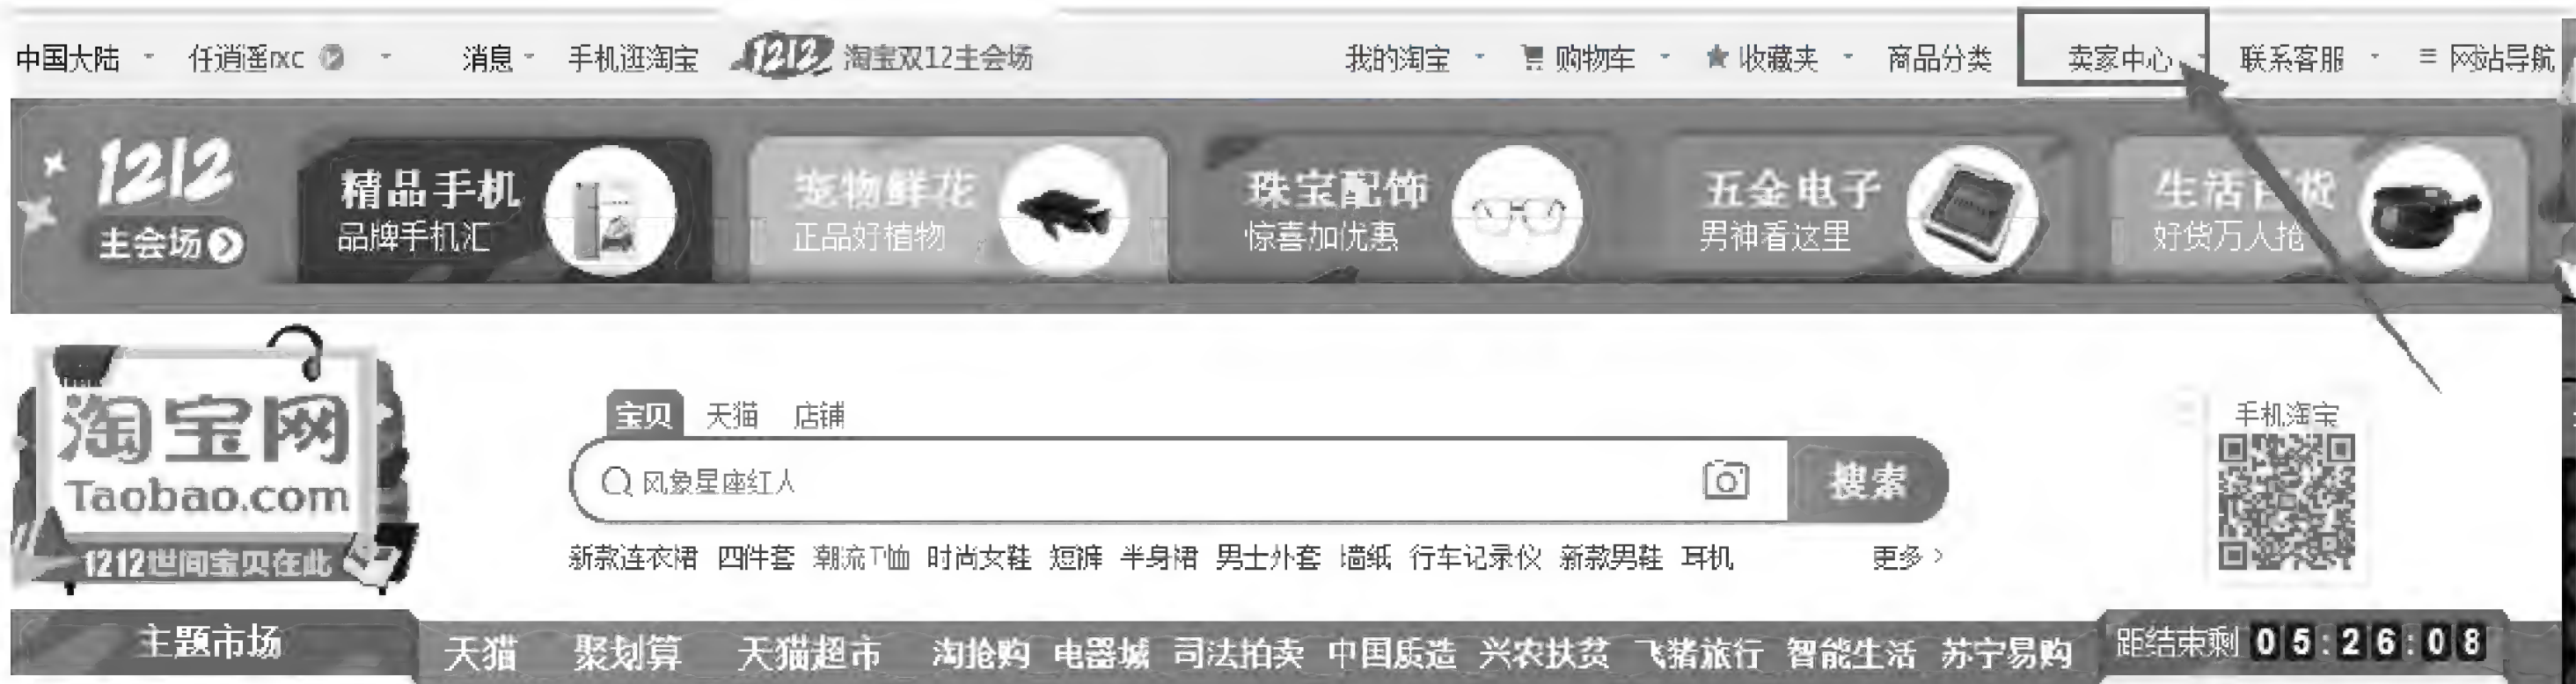 中国大陆 任逍遥rxc 消息 手机逛淘宝 1212 淘宝双12主会场 我的淘宝 购物车 收藏夹 商品分类 卖家中心 联系客服 网站导航
1212 精品手机 宠物鲜花 珠宝配饰 五金电子 生活百货
主会场 品牌手机汇 正品好植物 惊喜加优惠 男神看这里 好货万人抢
宝贝 天猫 店铺 手机淘宝
淘宝网
风象星座红人 搜索
Taobao.com
1212世间宝贝在此 新款连衣裙 四件套 潮流T恤 时尚女鞋 短裤 半身裙 男士外套 墙纸 行车记录仪 新款男鞋 耳机 更多
主题市场 天猫 聚划算 天猫超市 淘抢购 电器城 司法拍卖 中国质造 兴农扶贫 飞猪旅行 智能生活 苏宁易购 距结束剩 05:26:08